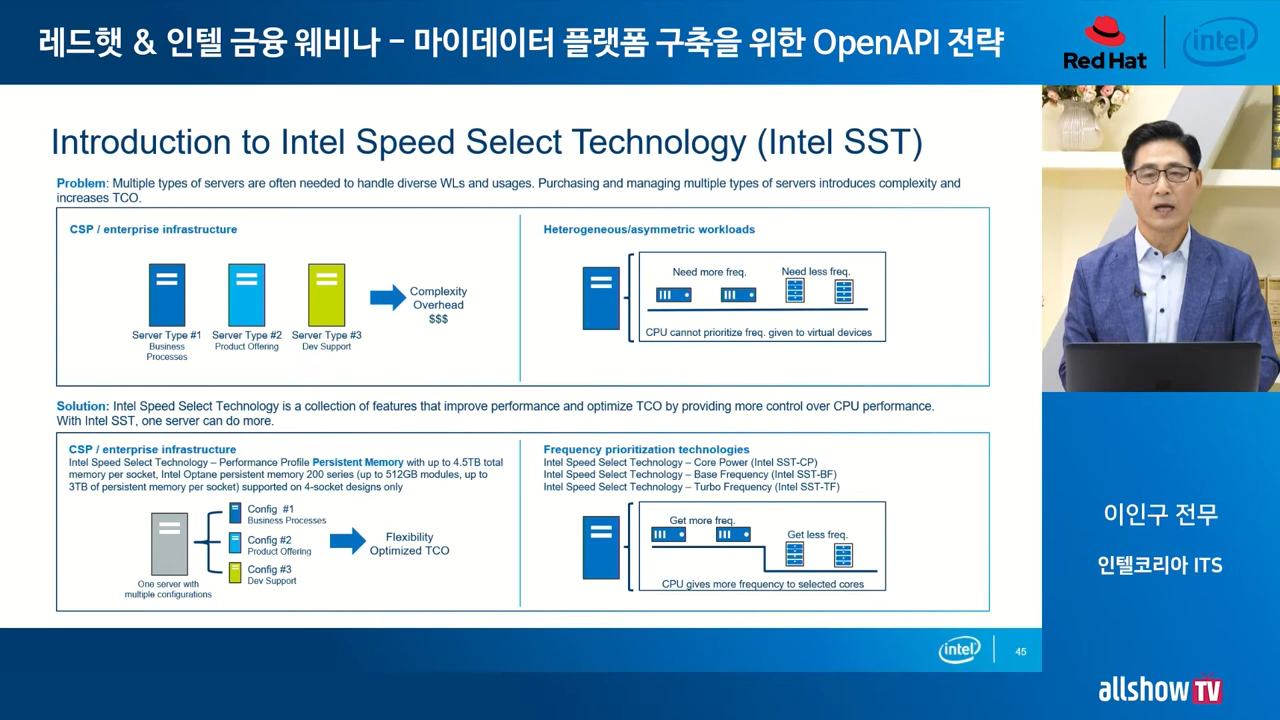 레드햇 & 인텔 금융 웨비나 – 마이데이터 플랫폼 구축을 위한 OpenAPI 전략
Red Hat
intel
Introduction to Intel Speed Select Technology (Intel SST)
Problem: Multiple types of servers are often needed to handle diverse WLs and usages. Purchasing and managing multiple types of servers introduces complexity and
increases TCO.
CSP / enterprise infrastructure
Server Type #1
Business
Processes
Server Type #2
Product Offering
Server Type #3
Dev Support
Complexity
Overhead
$$$
Heterogeneous/asymmetric workloads
Need more freq.
Need less freq.
CPU cannot prioritize freq. given to virtual devices
Solution: Intel Speed Select Technology is a collection of features that improve performance and optimize TCO by providing more control over CPU performance.
With Intel SST, one server can do more.
CSP / enterprise infrastructure
Intel Speed Select Technology – Performance Profile Persistent Memory with up to 4.5TB total
memory per socket, Intel Optane persistent memory 200 series (up to 512GB modules, up to
3TB of persistent memory per socket) supported on 4-socket designs only
One server with
multiple configurations
Config #1
Business Processes
Config #2
Product Offering
Config #3
Dev Support
Flexibility
Optimized TCO
Frequency prioritization technologies
Intel Speed Select Technology – Core Power (Intel SST-CP)
Intel Speed Select Technology – Base Frequency (Intel SST-BF)
Intel Speed Select Technology – Turbo Frequency (Intel SST-TF)
Get more freq.
Get less freq.
CPU gives more frequency to selected cores
intel
45
이인구 전무
인텔코리아 ITS
allshow TV